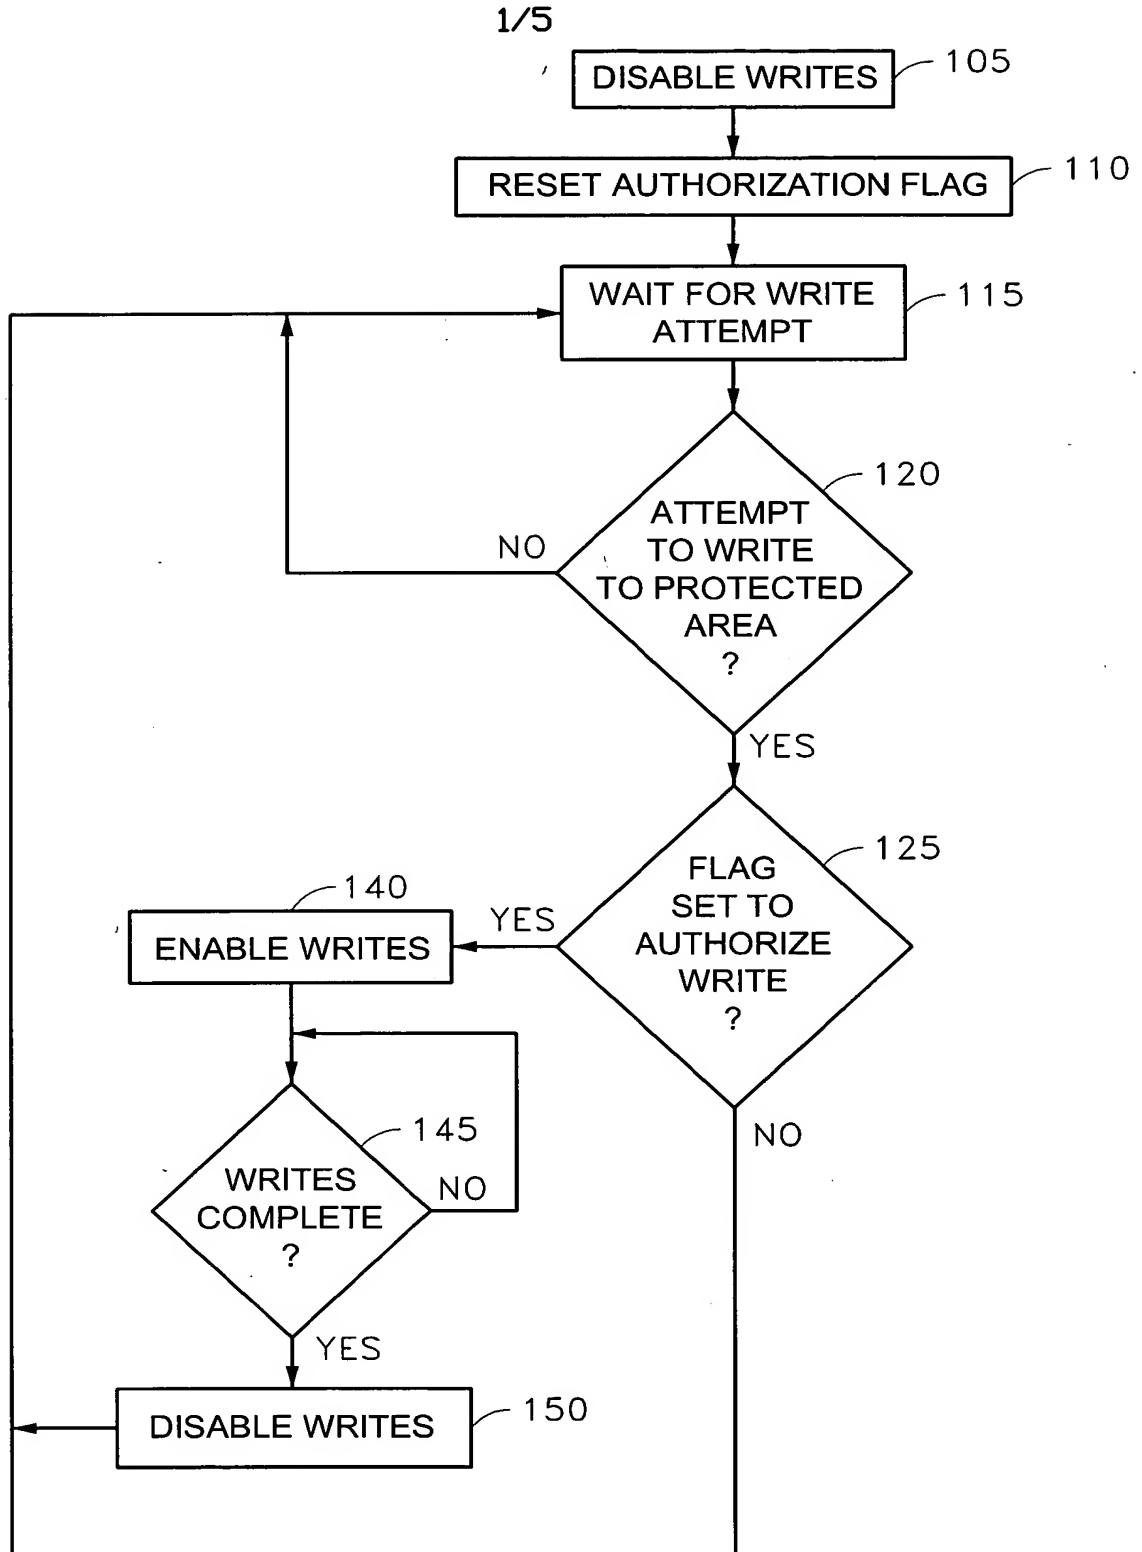 1/5
DISABLE WRITES
105
RESET AUTHORIZATION FLAG
110
WAIT FOR WRITE
ATTEMPT
115
120
ATTEMPT
TO WRITE
TO PROTECTED
AREA
?
NO
YES
125
FLAG
SET TO
AUTHORIZE
WRITE
?
YES
NO
140
ENABLE WRITES
145
WRITES
COMPLETE
?
NO
YES
DISABLE WRITES
150